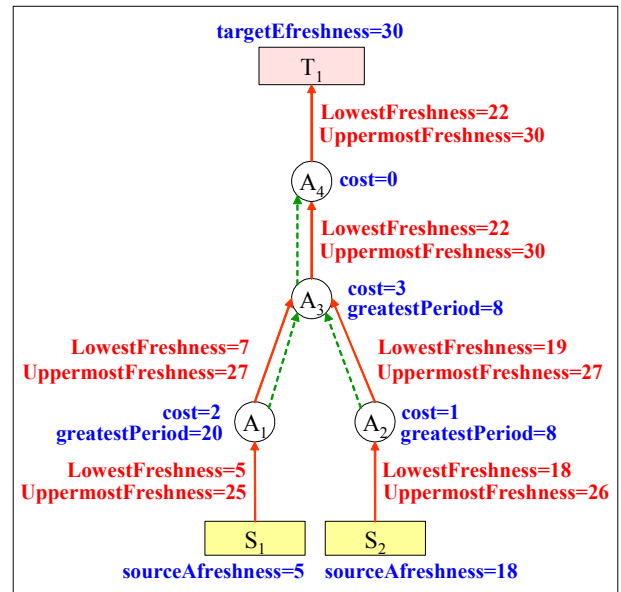 targetEfreshness=30
T1
LowestFreshness=22
UppermostFreshness=30
A4
cost=0
LowestFreshness=22
UppermostFreshness=30
A3
cost=3
greatestPeriod=8
LowestFreshness=7
UppermostFreshness=27
LowestFreshness=19
UppermostFreshness=27
cost=2
greatestPeriod=20
A1
A2
cost=1
greatestPeriod=8
LowestFreshness=5
UppermostFreshness=25
LowestFreshness=18
UppermostFreshness=26
S1
S2
sourceAfreshness=5
sourceAfreshness=18